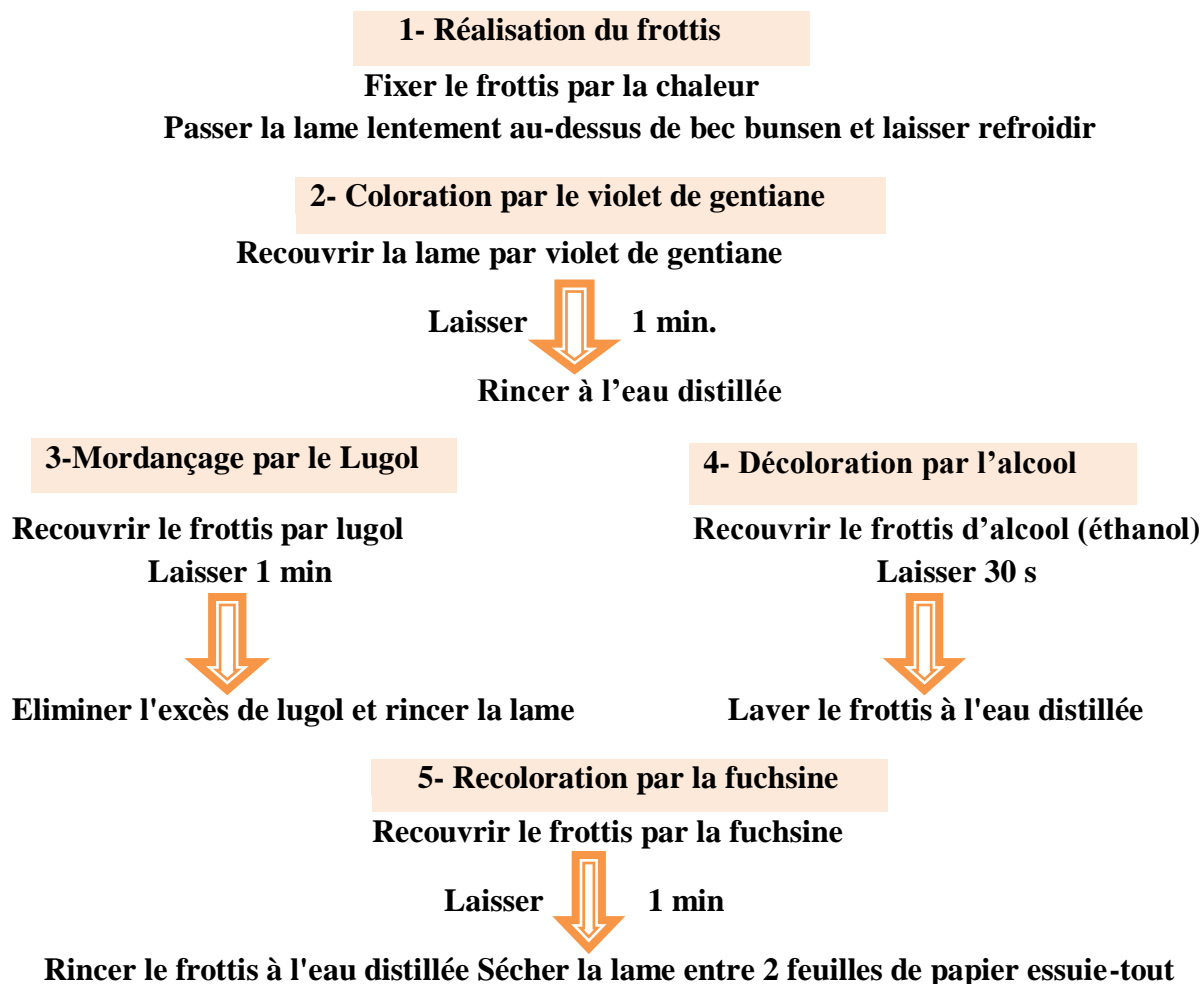 1- Réalisation du frottis
Fixer le frottis par la chaleur
Passer la lame lentement au-dessus de bec bunsen et laisser refroidir
2- Coloration par le violet de gentiane
Recouvrir la lame par violet de gentiane
Laisser 1 min.
Rincer à l’eau distillée
3-Mordançage par le Lugol
Recouvrir le frottis par lugol
Laisser 1 min
Eliminer l'excès de lugol et rincer la lame
4- Décoloration par l’alcool
Recouvrir le frottis d’alcool (éthanol)
Laisser 30 s
Laver le frottis à l'eau distillée
5- Recoloration par la fuchsine
Recouvrir le frottis par la fuchsine
Laisser 1 min
Rincer le frottis à l'eau distillée Sécher la lame entre 2 feuilles de papier essuie-tout